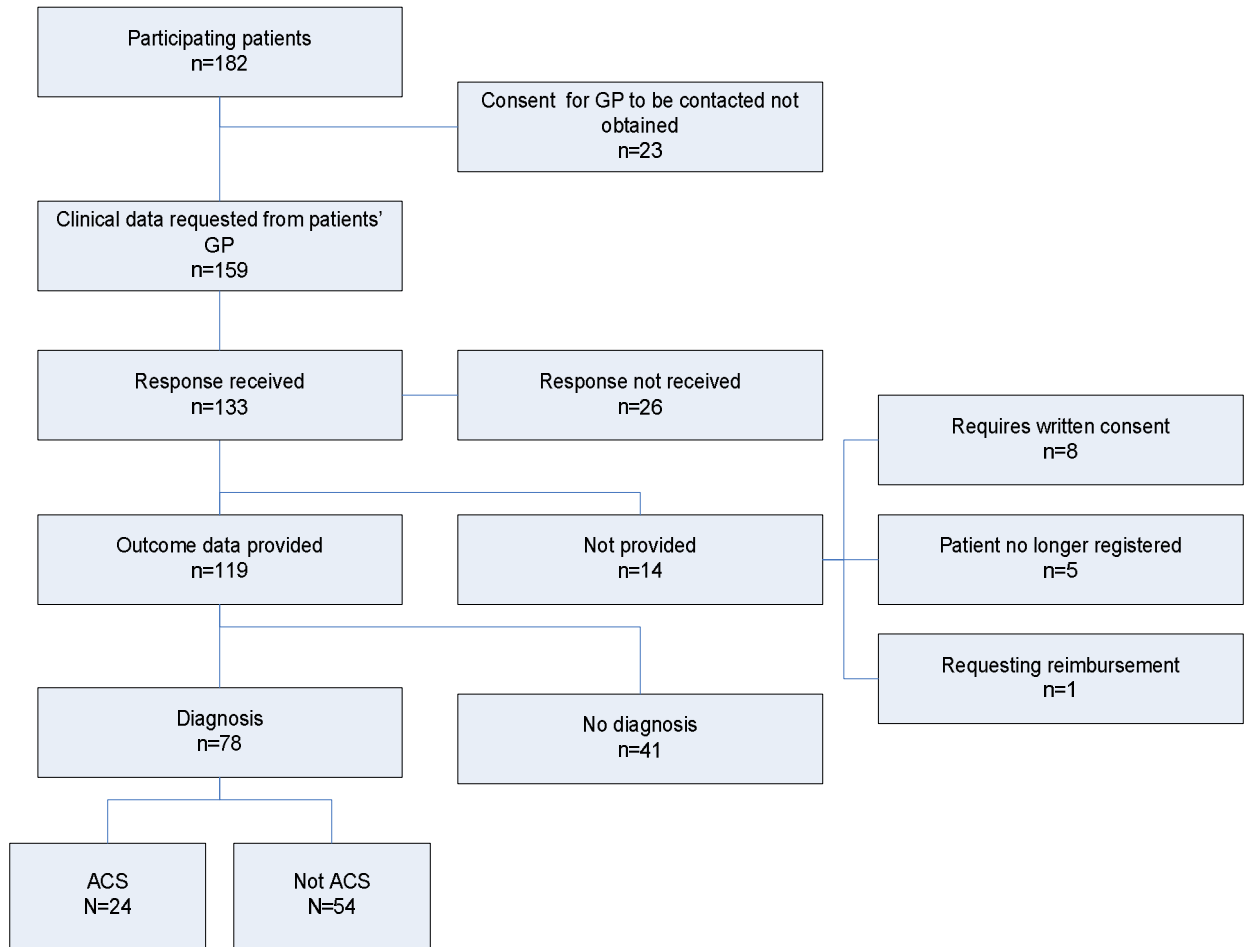 Participating patients
n=182
Consent for GP to be contacted not
obtained
n=23
Clinical data requested from patients'
GP
n=159
Response received
n=133
Response not received
n=26
Requires written consent
n=8
Outcome data provided
n=119
Not provided
n=14
Patient no longer registered
n=5
Requesting reimbursement
n=1
Diagnosis
n=78
No diagnosis
n=41
ACS
N=24
Not ACS
N=54